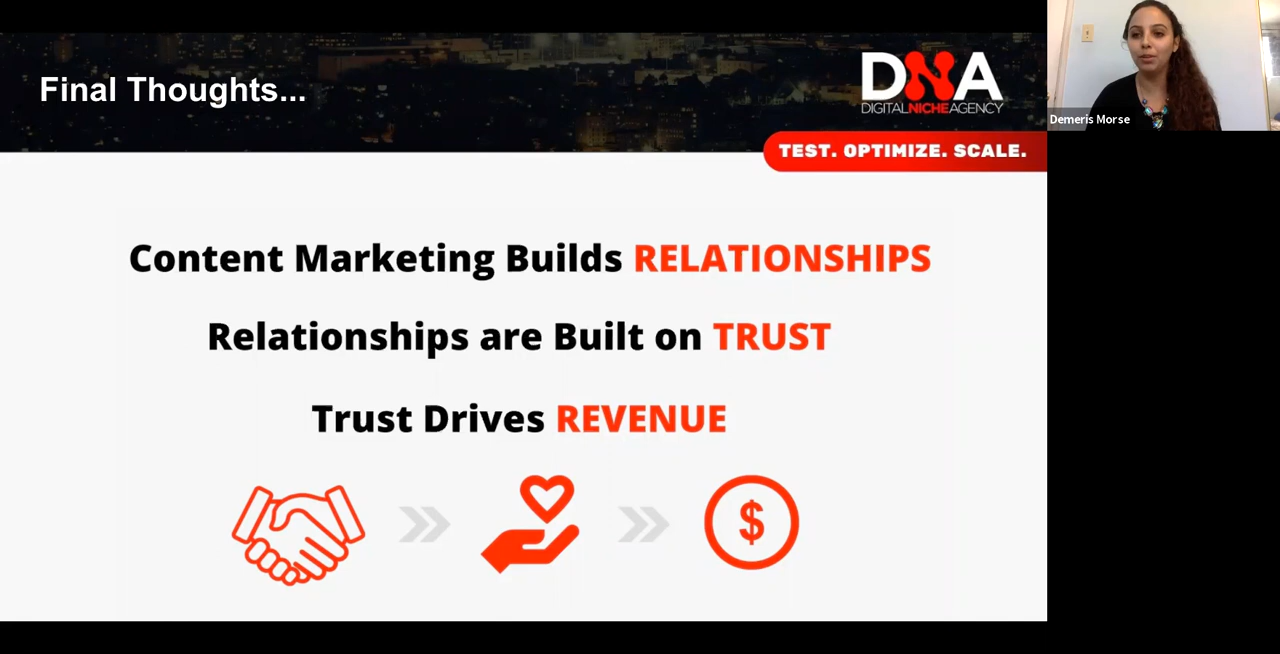 Final Thoughts...
DNA
DIGITALNICHEAGENCY
TEST. OPTIMIZE. SCALE.
Demeris Morse
Content Marketing Builds RELATIONSHIPS
Relationships are Built on TRUST
Trust Drives REVENUE
$